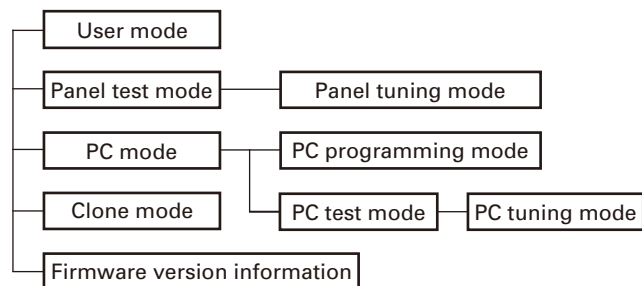 User mode
Panel test mode
Panel tuning mode
PC mode
PC programming mode
Clone mode
PC test mode
PC tuning mode
Firmware version information